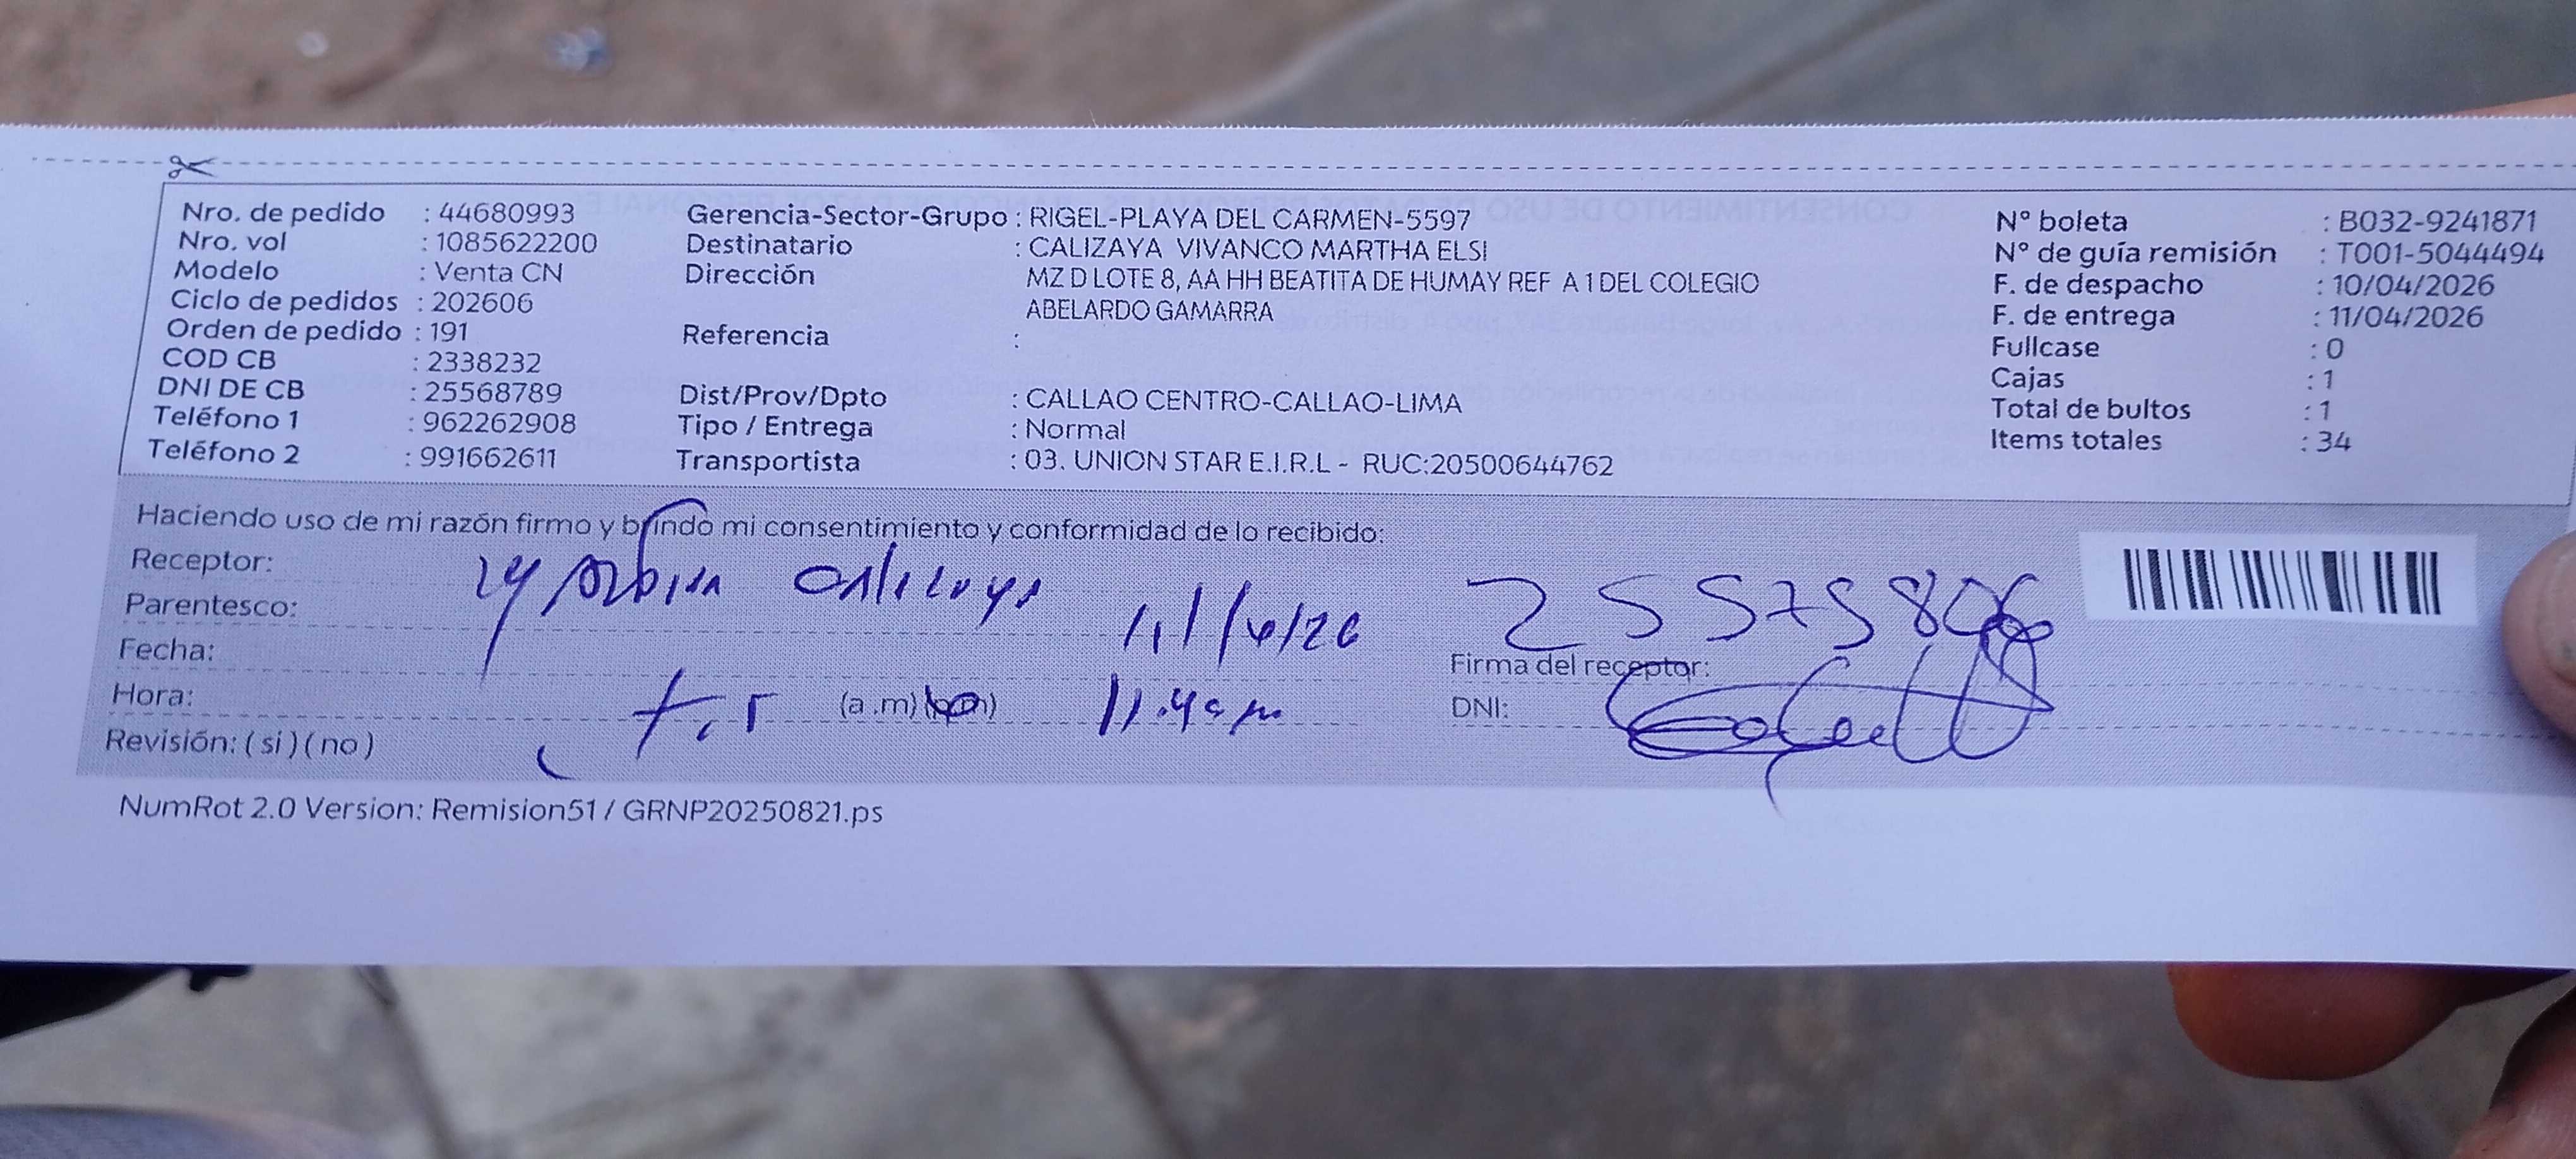 Nro. de pedido : 44680993
Nro. vol : 1085622200
Modelo : Venta CN
Ciclo de pedidos : 202606
Orden de pedido : 191
COD CB : 2338232
DNI DE CB : 25568789
Teléfono 1 : 962262908
Teléfono 2 : 991662611
Gerencia-Sector-Grupo : RIGEL-PLAYA DEL CARMEN-5597
Destinatario : CALIZAYA VIVANCO MARTHA ELSI
Dirección MZ D LOTE 8, AA HH BEATITA DE HUMAY REF A 1 DEL COLEGIO
ABELARDO GAMARRA
Referencia :
Dist/Prov/Dpto : CALLAO CENTRO-CALLAO-LIMA
Tipo / Entrega : Normal
Transportista : 03. UNION STAR E.I.R.L - RUC:20500644762
N° boleta : B032-9241871
N° de guía remisión : T001-5044494
F. de despacho : 10/04/2026
F. de entrega : 11/04/2026
Fullcase : 0
Cajas : 1
Total de bultos : 1
Items totales : 34
Haciendo uso de mi razón firmo y brindo mi consentimiento y conformidad de lo recibido:
Receptor:
Parentesco:
Fecha: 11/4/26
Hora: (a.m)
Revisión: ( si ) ( no )
Firma del receptor:
DNI:
NumRot 2.0 Version: Remision51 / GRNP20250821.ps